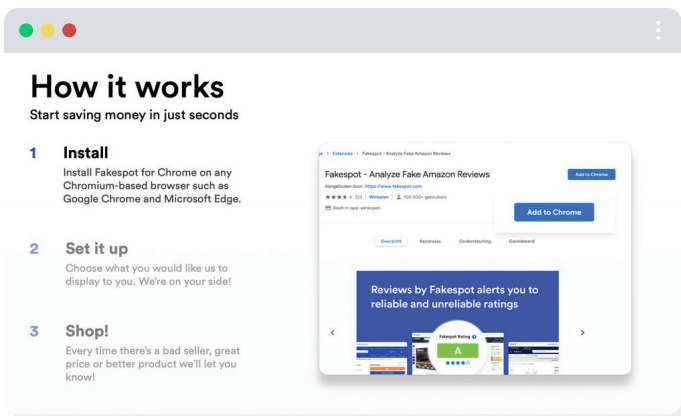 How it works
Start saving money in just seconds
1 Install
Install Fakespot for Chrome on any
Chromium-based browser such as
Google Chrome and Microsoft Edge.
2 Set it up
Choose what you would like us to
display to you. We're on your side!
3 Shop!
Every time there's a bad seller, great
price or better product we'll let you
know!
> Extensies > Fakespot - Analyze Fake Amazon Reviews
Fakespot - Analyze Fake Amazon Reviews
Add to Chrome
Aangeboden door: https://www.fakespot.com
323 | Winkelen | 100.000+ gebruikers
Biedt in-app-aankopen
Add to Chrome
Overzicht Recensies Ondersteuning Gerelateerd
Reviews by Fakespot alerts you to
reliable and unreliable ratings
Fakespot Rating
A